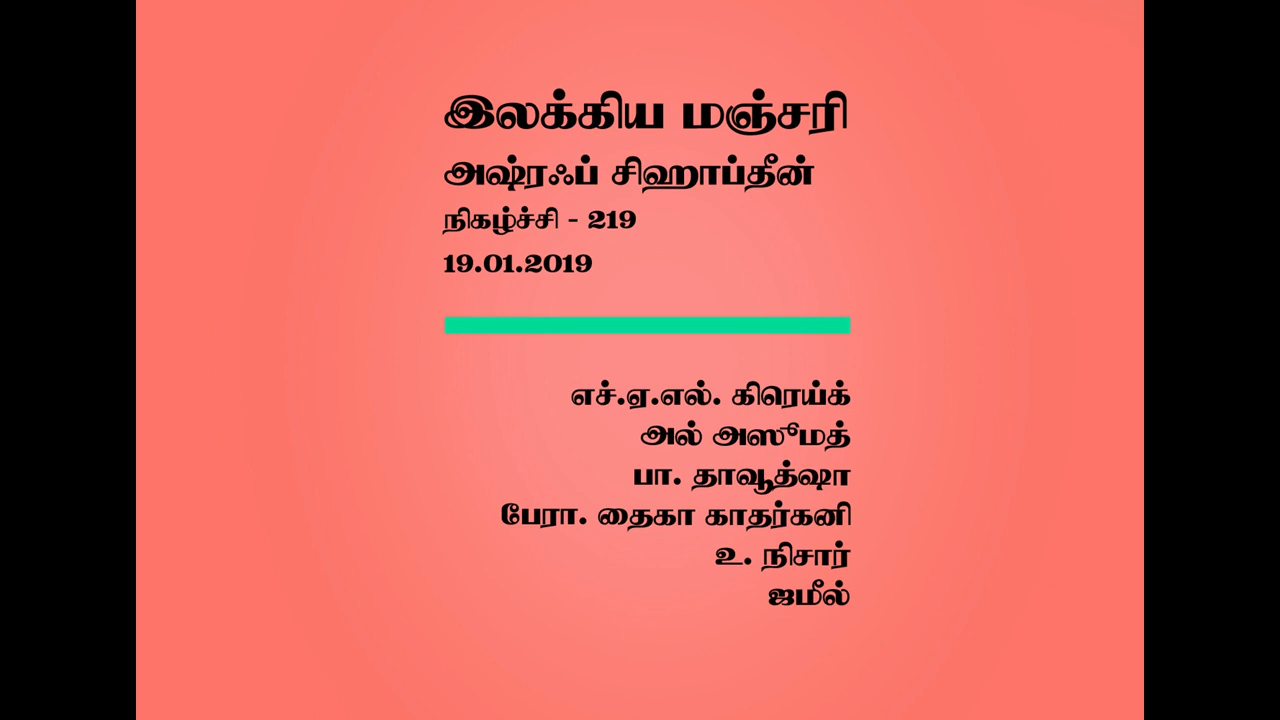 இலக்கிய மஞ்சரி
அஷ்ரஃப் சிஹாப்தீன்
நிகழ்ச்சி - 219
19.01.2019
எச்.ஏ.எல். கிரெய்க்
அல் அஸூமத்
பா. தாவூத்ஷா
பேரா. தைகா காதர்கனி
உ. நிசார்
ஜமீல்